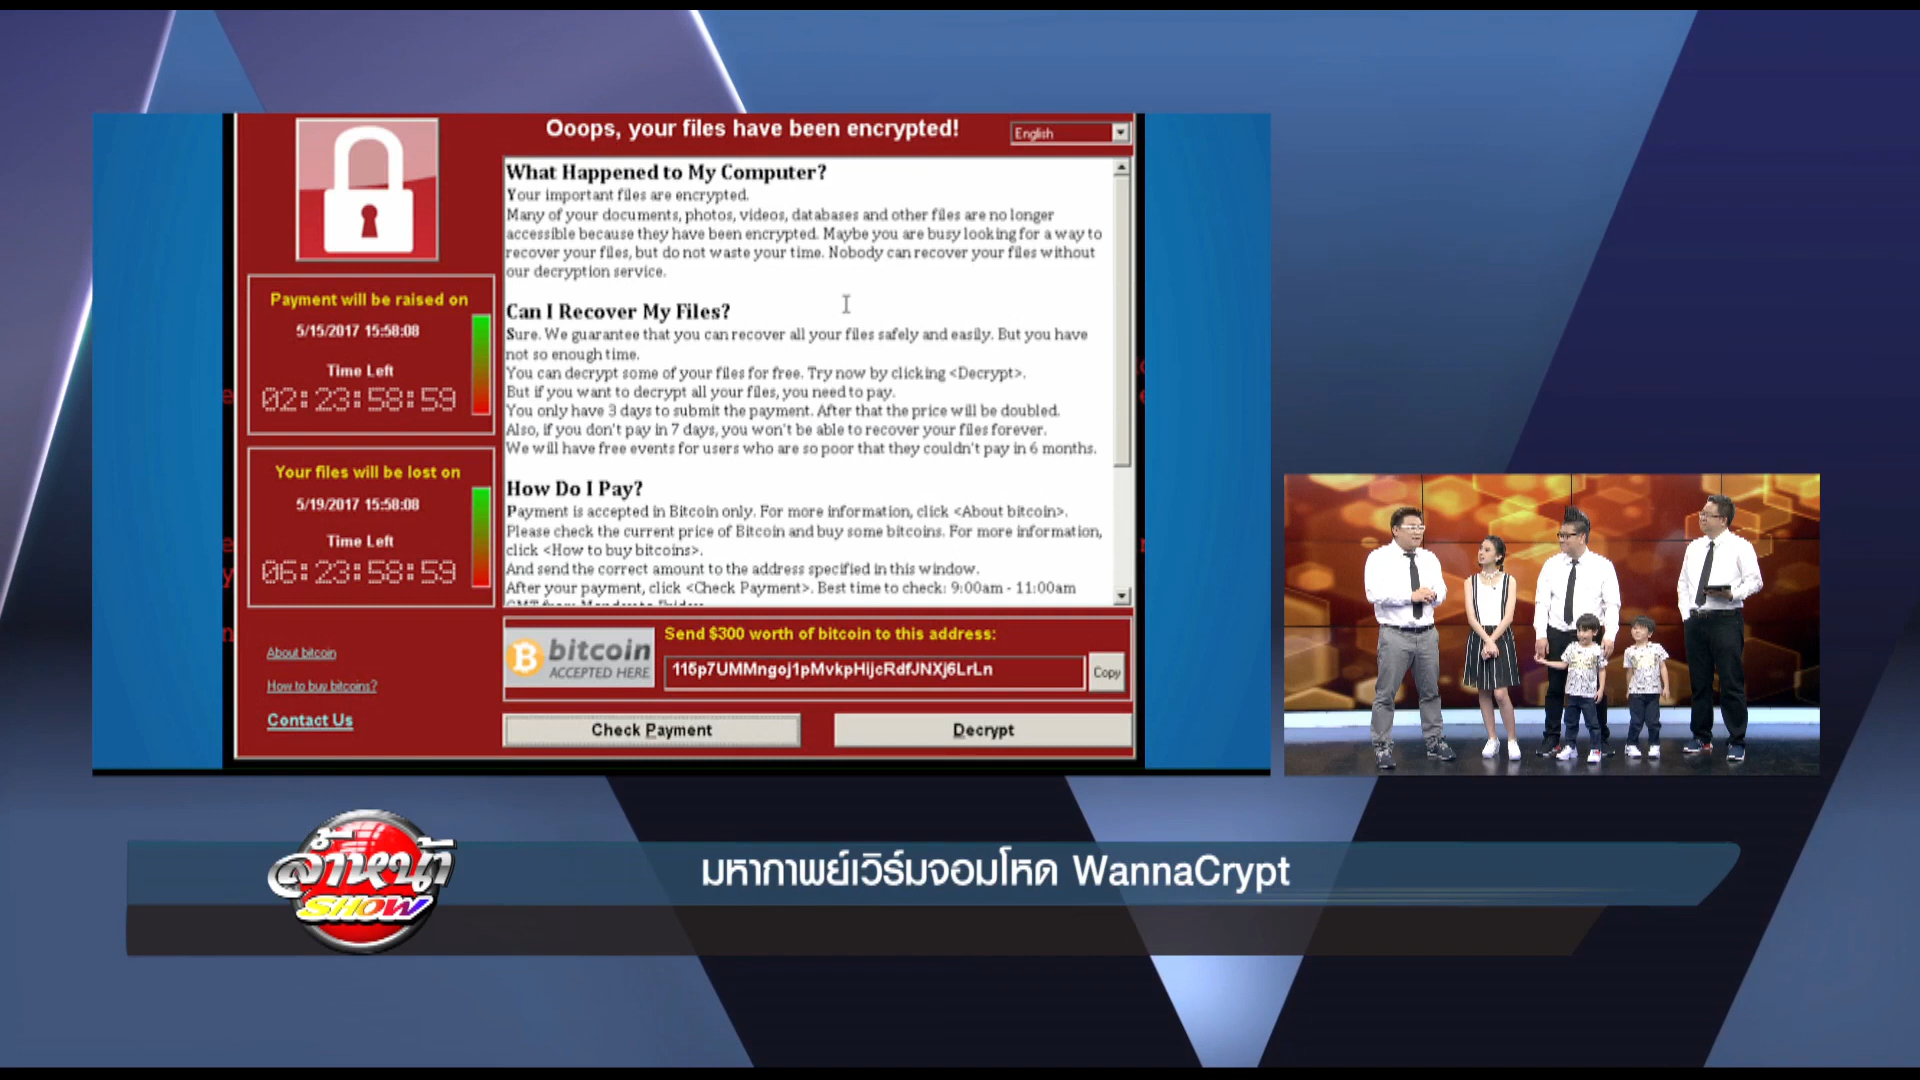 Ooops, your files have been encrypted!
English
What Happened to My Computer?
Your important files are encrypted.
Many of your documents, photos, videos, databases and other files are no longer
accessible because they have been encrypted. Maybe you are busy looking for a way to
recover your files, but do not waste your time. Nobody can recover your files without
our decryption service.
Can I Recover My Files?
Sure. We guarantee that you can recover all your files safely and easily. But you have
not so enough time.
You can decrypt some of your files for free. Try now by clicking <Decrypt>.
But if you want to decrypt all your files, you need to pay.
You only have 3 days to submit the payment. After that the price will be doubled.
Also, if you don't pay in 7 days, you won't be able to recover your files forever.
We will have free events for users who are so poor that they couldn't pay in 6 months.
How Do I Pay?
Payment is accepted in Bitcoin only. For more information, click <About bitcoin>.
Please check the current price of Bitcoin and buy some bitcoins. For more information,
click <How to buy bitcoins>.
And send the correct amount to the address specified in this window.
After your payment, click <Check Payment>. Best time to check: 9:00am - 11:00am
GMT from Monday to Friday.
Payment will be raised on
5/15/2017 15:58:08
Time Left
02:23:58:59
Your files will be lost on
5/19/2017 15:58:08
Time Left
06:23:58:59
About bitcoin
How to buy bitcoins?
Contact Us
bitcoin
ACCEPTED HERE
Send $300 worth of bitcoin to this address:
115p7UMMngoj1pMvkpHijcRdfJNXj6LrLn
Copy
Check Payment
Decrypt
ล้ำหน้า
SHOW
มหากาพย์เวิร์มจอมโหด WannaCrypt